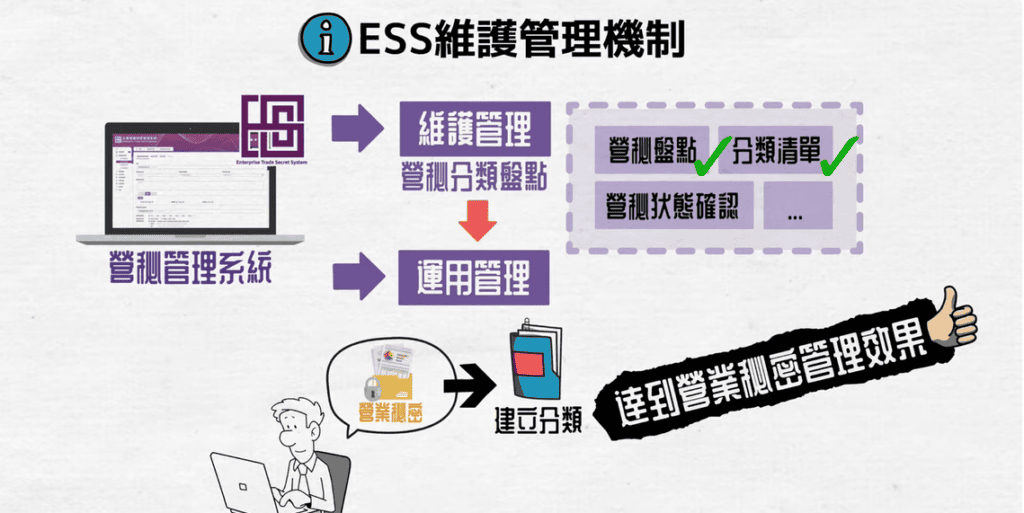 i ESS維護管理機制
Enterprise Trade Secret System
營秘管理系統
維護管理
營秘分類盤點
運用管理
營秘盤點
分類清單
營秘狀態確認
...
營業秘密
建立分類
達到營業秘密管理效果